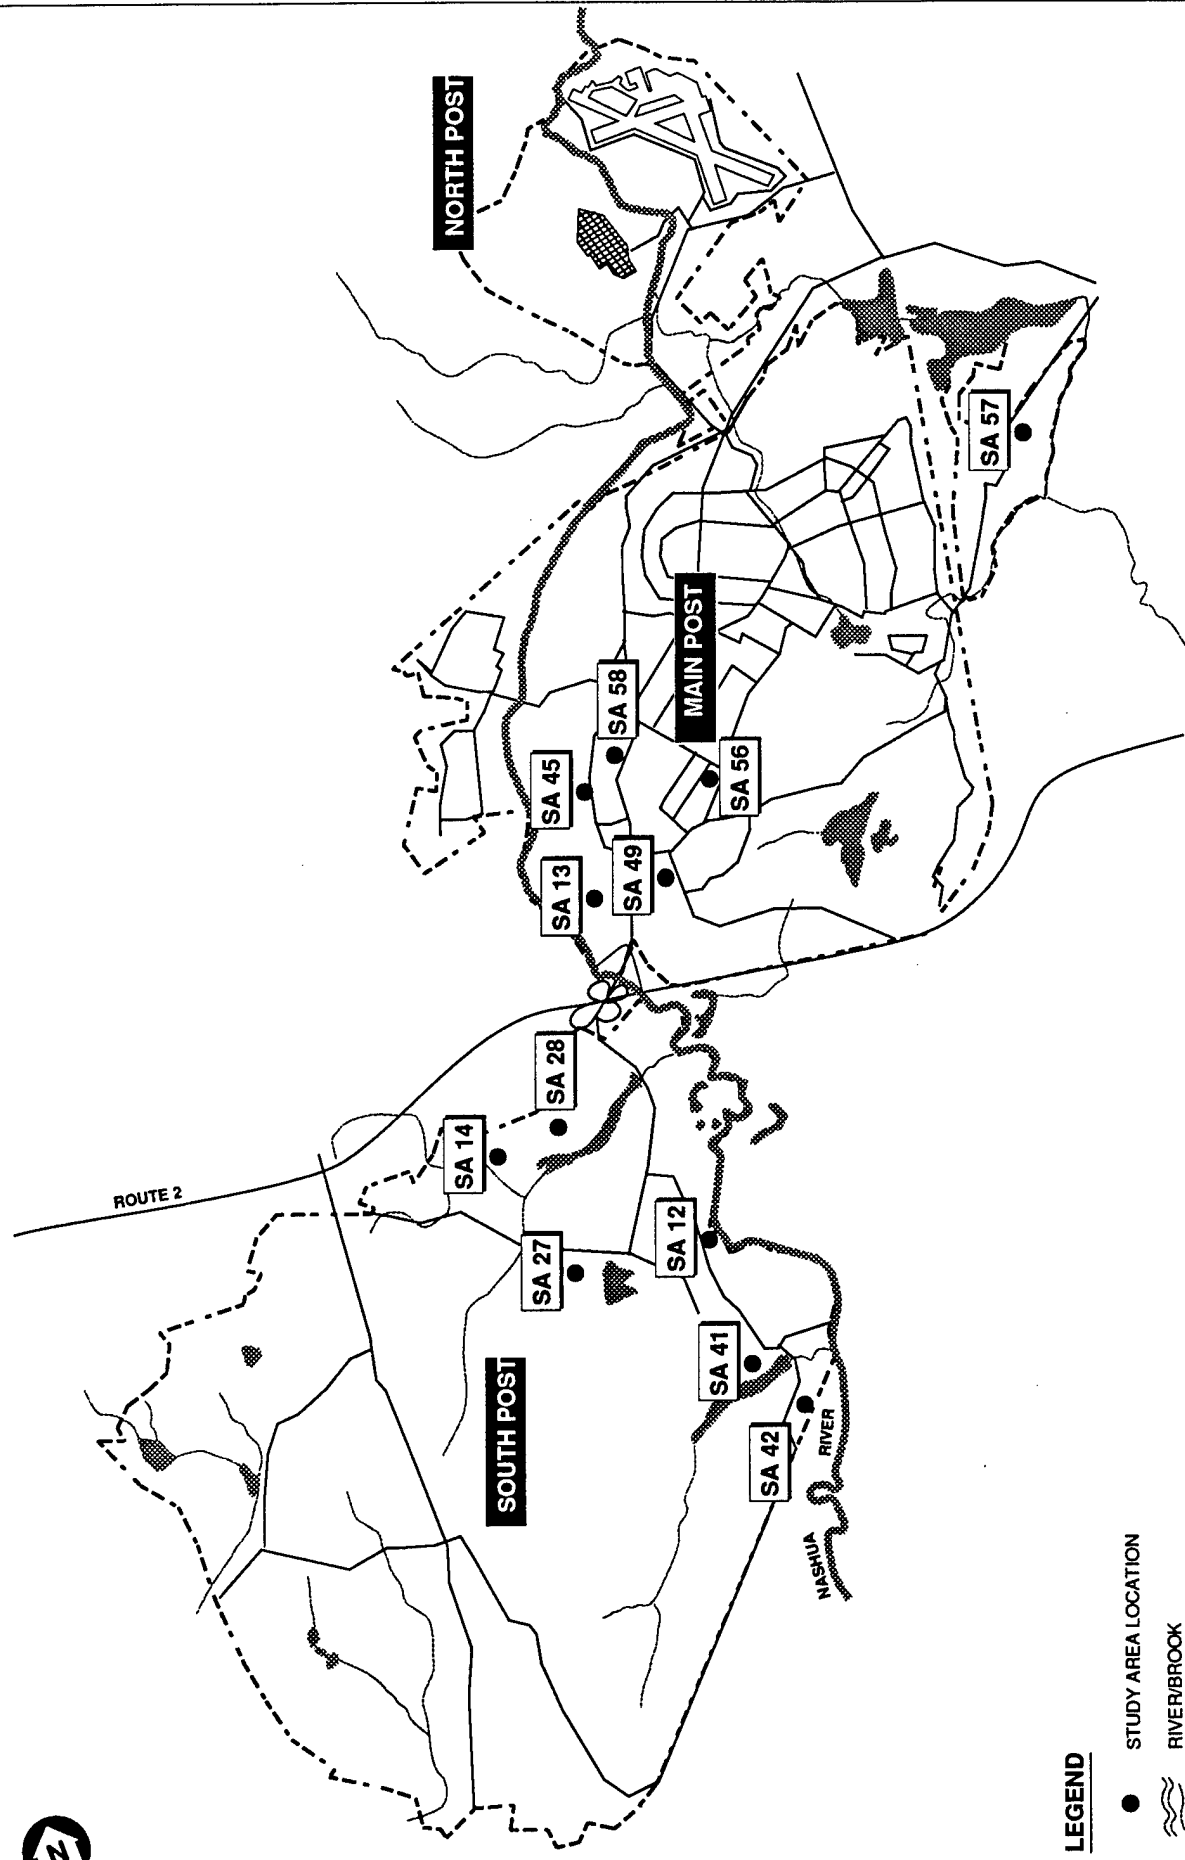 NORTH POST
SA 57
MAIN POST
SA 58
SA 45
SA 56
SA 49
SA 13
SA 28
SA 14
ROUTE 2
SA 12
SA 27
SA 41
SOUTH POST
SA 42
NASHUA
RIVER
N
LEGEND
STUDY AREA LOCATION
RIVER/BROOK